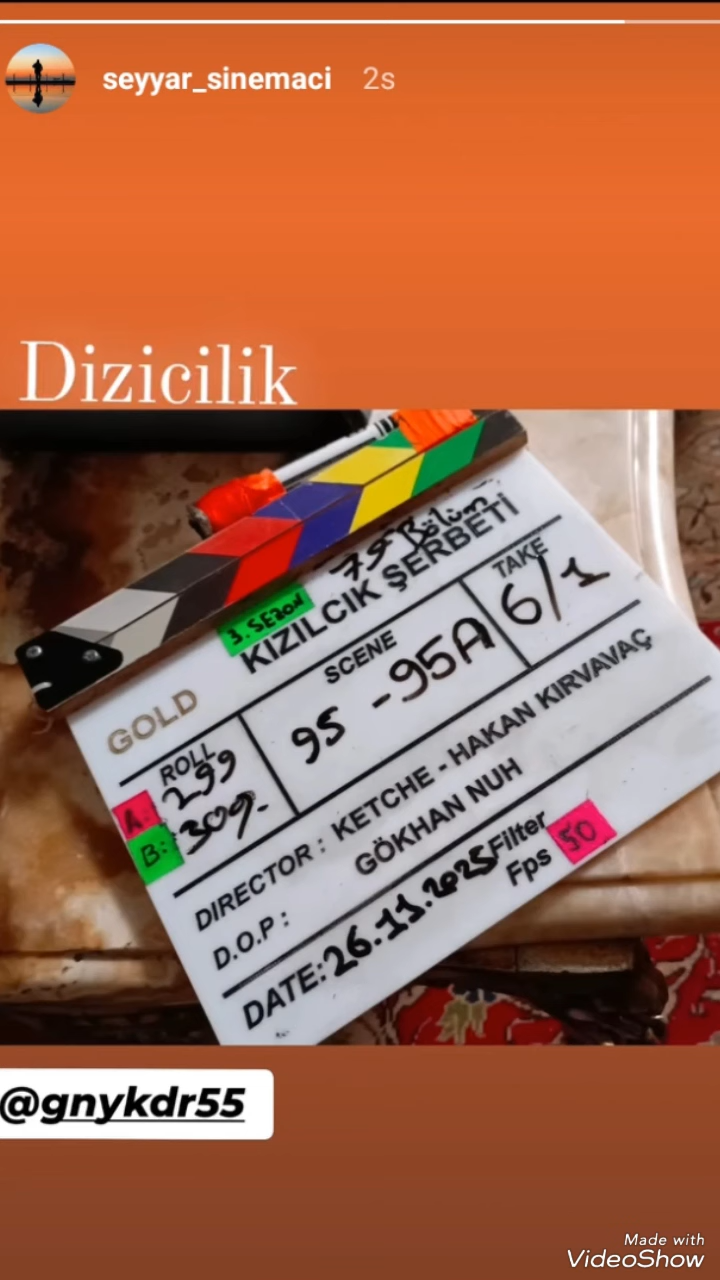 seyyar_sinemaci 2s
Dizicilik
79. Bölüm
3. SEZON
KIZILCIK ŞERBETİ
GOLD
ROLL
A: 299
B: 309.
SCENE
95 - 95A
TAKE
6/1
DIRECTOR : KETCHE - HAKAN KIRVAVAÇ
D.O.P : GÖKHAN NUH
DATE: 26.11.2025
Filter
Fps 50
@gnykdr55
Made with
VideoShow